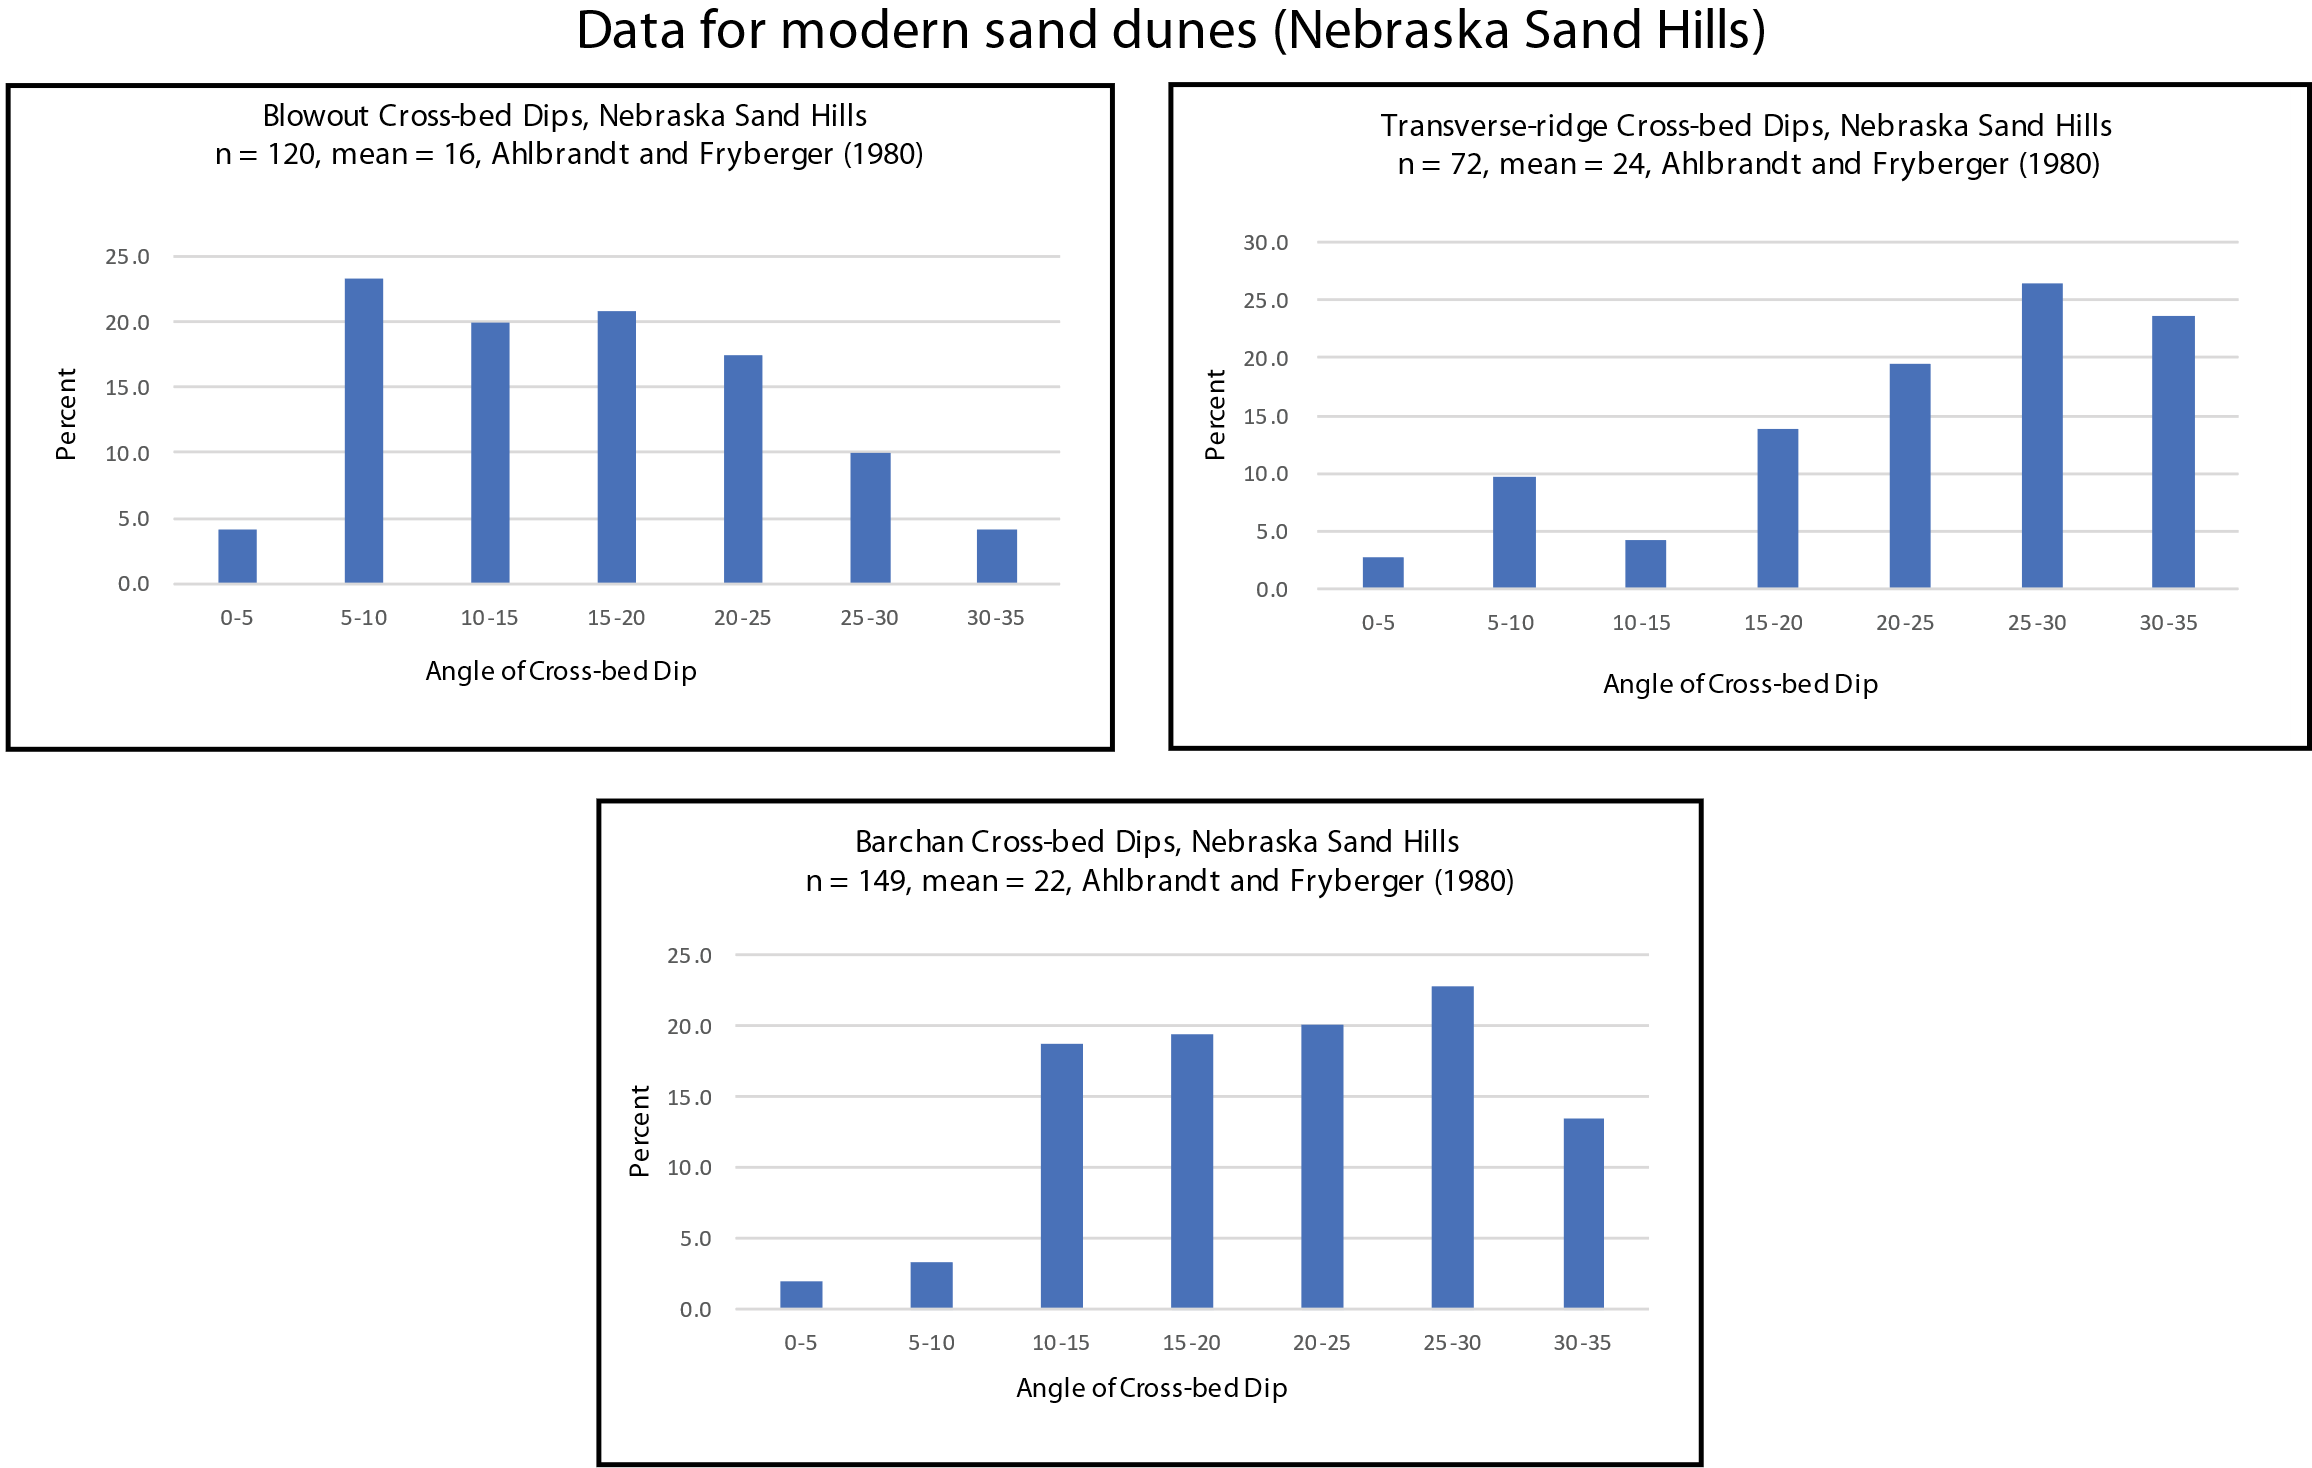 Data for modern sand dunes (Nebraska Sand Hills)
Blowout Cross-bed Dips, Nebraska Sand Hills
n = 120, mean = 16, Ahlbrandt and Fryberger (1980)
25.0
20.0
15.0
10.0
5.0
0.0
Percent
0-5 5-10 10-15 15-20 20-25 25-30 30-35
Angle of Cross-bed Dip
Transverse-ridge Cross-bed Dips, Nebraska Sand Hills
n = 72, mean = 24, Ahlbrandt and Fryberger (1980)
30.0
25.0
20.0
15.0
10.0
5.0
0.0
Percent
0-5 5-10 10-15 15-20 20-25 25-30 30-35
Angle of Cross-bed Dip
Barchan Cross-bed Dips, Nebraska Sand Hills
n = 149, mean = 22, Ahlbrandt and Fryberger (1980)
25.0
20.0
15.0
10.0
5.0
0.0
Percent
0-5 5-10 10-15 15-20 20-25 25-30 30-35
Angle of Cross-bed Dip